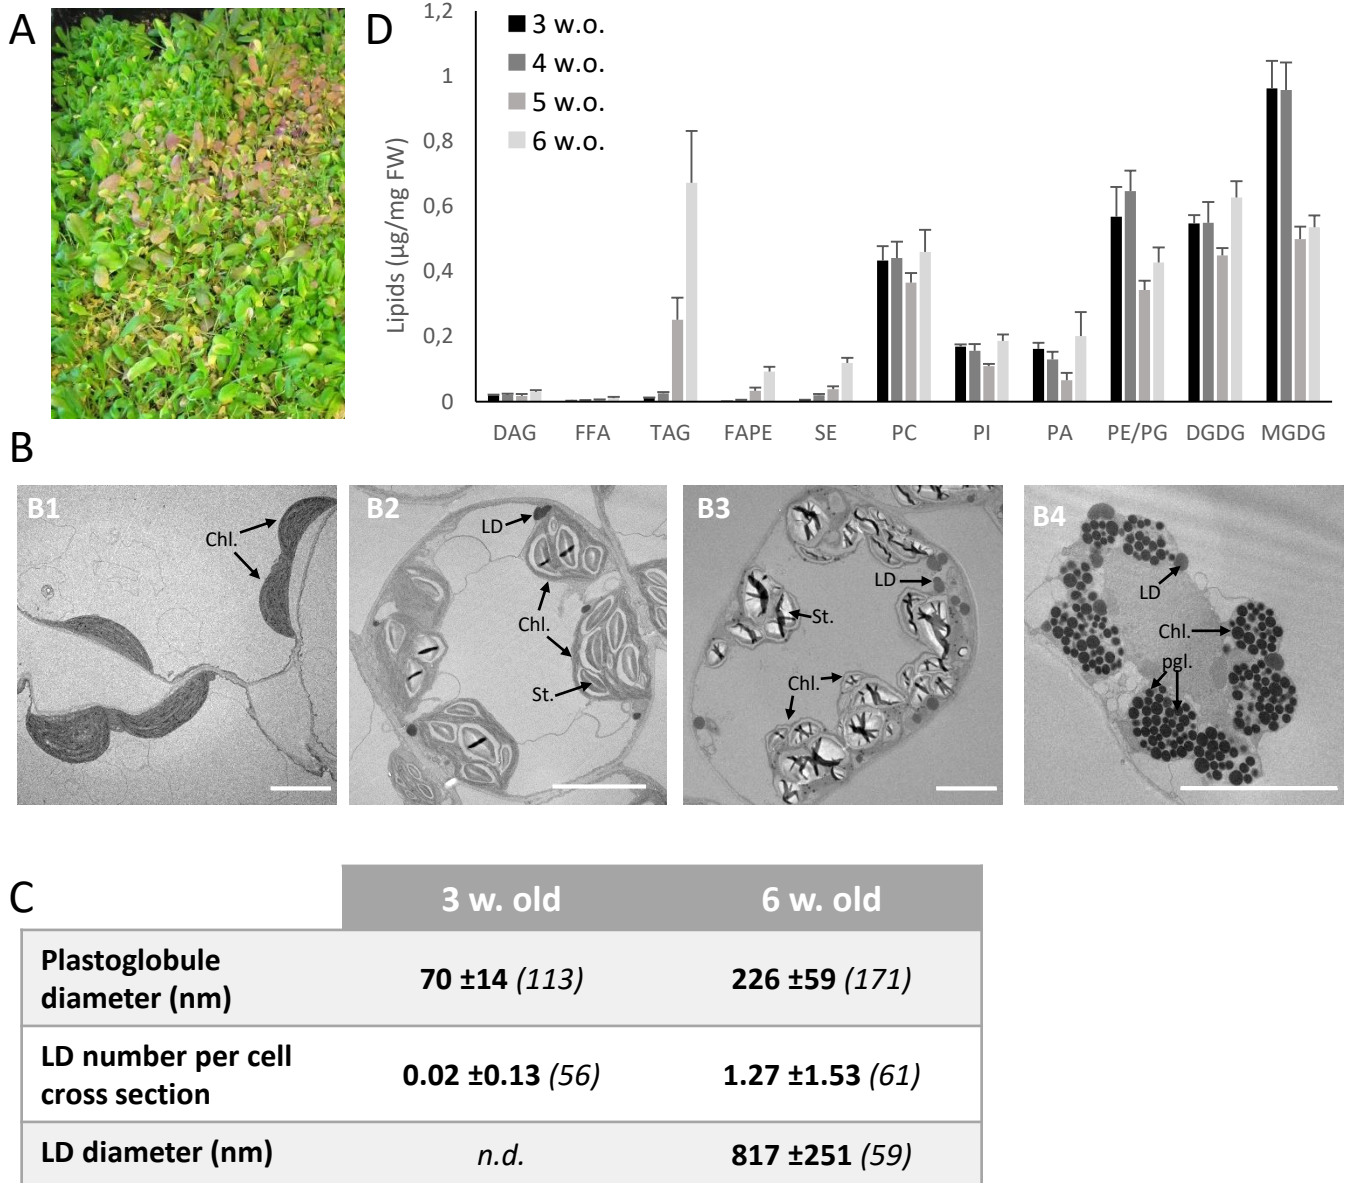 A
D
1,2
1
0,8
0,6
0,4
0,2
0
Lipids (µg/mg FW)
3 w.o.
4 w.o.
5 w.o.
6 w.o.
DAG FFA TAG FAPE SE PC PI PA PE/PG DGDG MGDG
B
B1
Chl.
B2
LD
Chl.
St.
B3
LD
St.
Chl.
B4
LD
Chl.
pgl.
C
3 w. old 6 w. old
Plastoglobule
diameter (nm)
70 ±14 (113) 226 ±59 (171)
LD number per cell
cross section
0.02 ±0.13 (56) 1.27 ±1.53 (61)
LD diameter (nm) n.d. 817 ±251 (59)